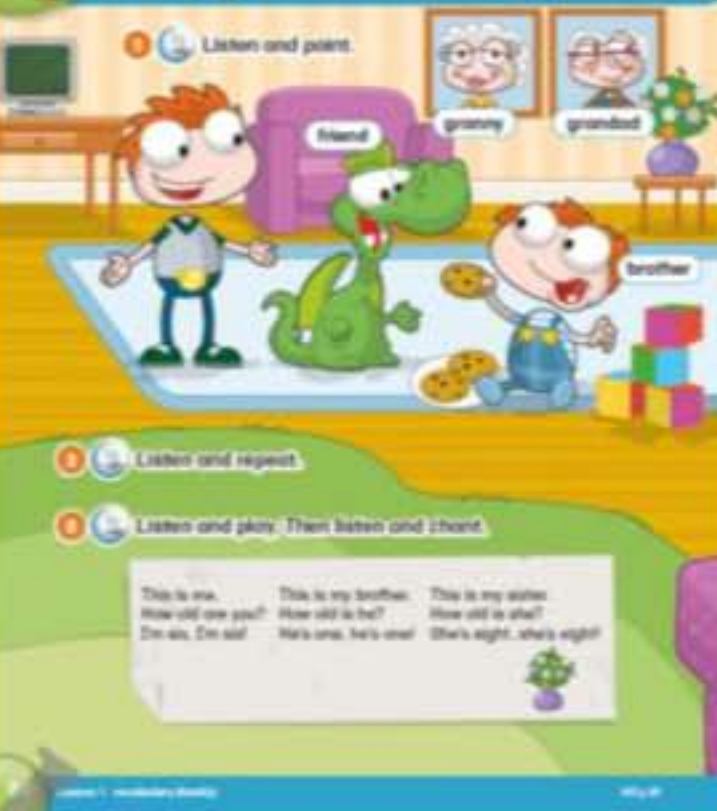 Listen and point.
granny
grandad
friend
brother
Listen and repeat.
Listen and play. Then listen and chant.
This is me.
How old are you?
I'm six, I'm six!
This is my brother.
How old is he?
He's one, he's one!
This is my sister.
How old is she?
She's eight, she's eight!
Lesson 1